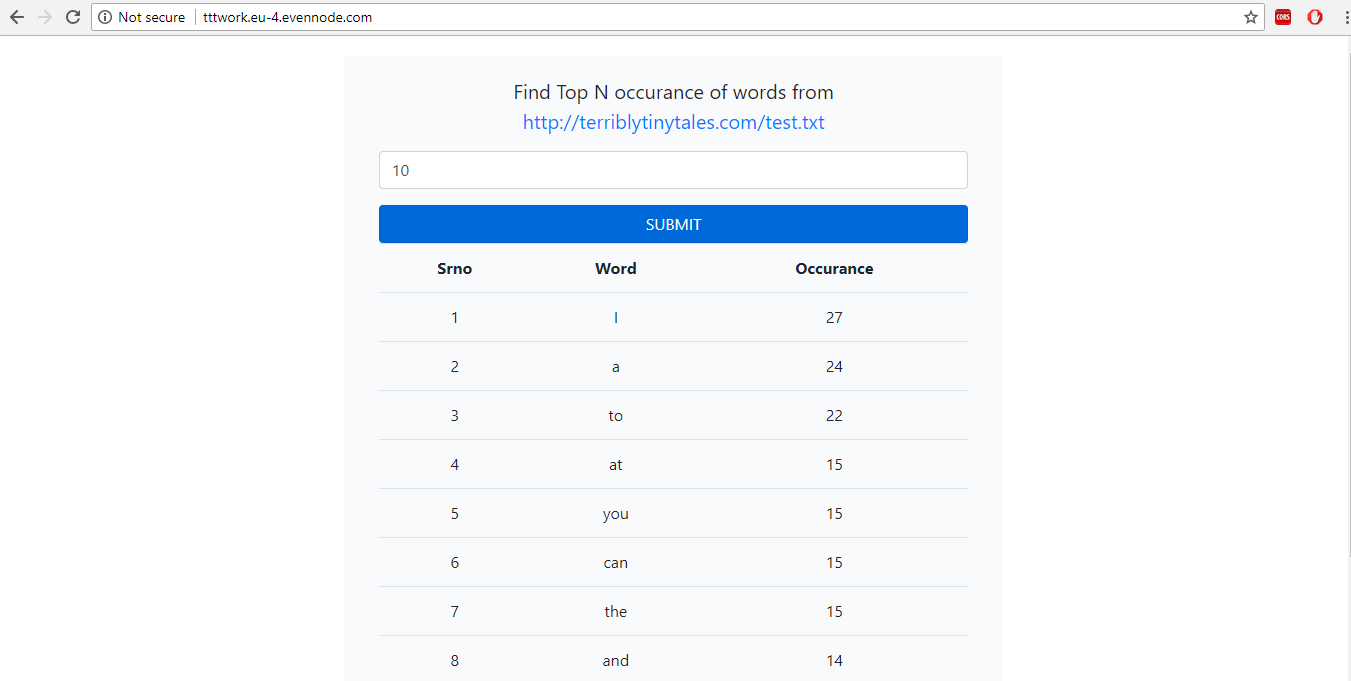 Not secure tttwork.eu-4.evennode.com
CORS
Find Top N occurance of words from
http://terriblytinytales.com/test.txt
10
SUBMIT
Srno Word Occurance
1 I 27
2 a 24
3 to 22
4 at 15
5 you 15
6 can 15
7 the 15
8 and 14